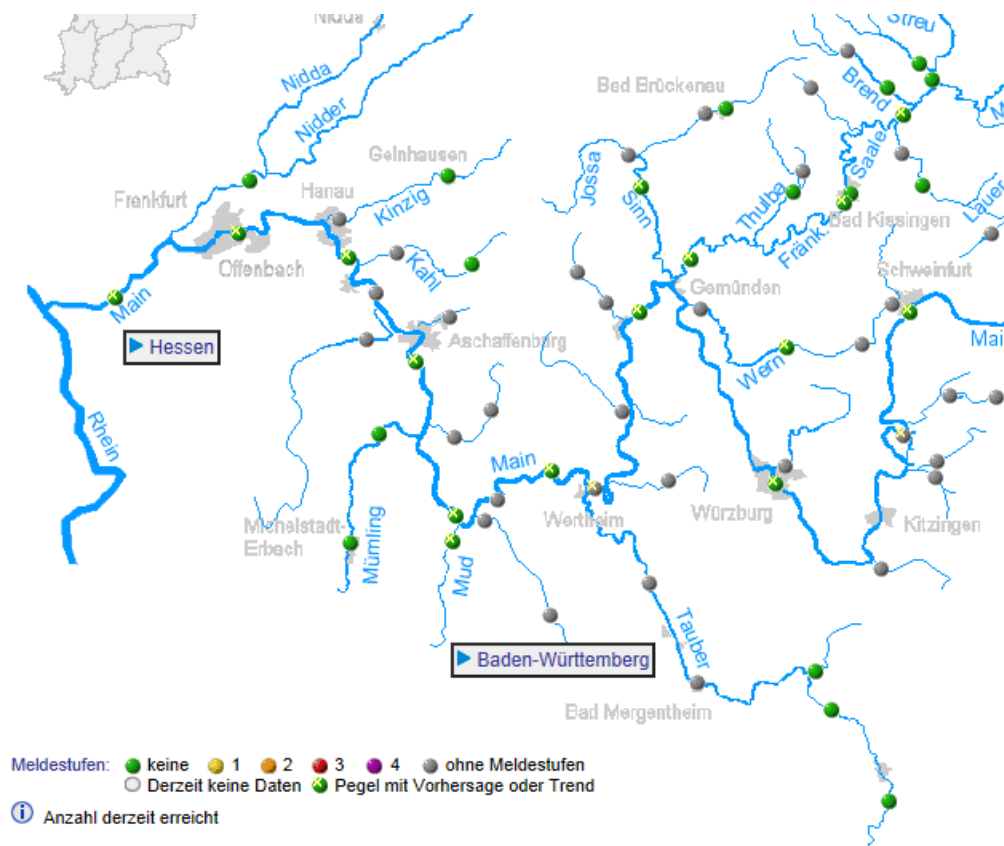 Nidda
Streu
Nidda
Nidder
Bad Brückenau
Brend
Gelnhausen
Jossa
Saale
Frankfurt
Hanau
Kinzig
Sinn
Thulba
Lauer
Bad Kissingen
Fränk.
Offenbach
Kahl
Gemünden
Schweinfurt
Main
Hessen
Aschaffenburg
Wern
Mai
Rhein
Main
Wertheim
Würzburg
Kitzingen
Michelstadt-
Erbach
Mümling
Mud
Tauber
Baden-Württemberg
Bad Mergentheim
Meldestufen: keine 1 2 3 4 ohne Meldestufen
Derzeit keine Daten Pegel mit Vorhersage oder Trend
Anzahl derzeit erreicht